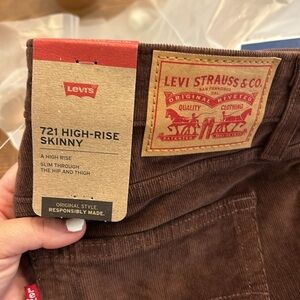 LEVI'S
721 HIGH-RISE
SKINNY
A HIGH RISE
SLIM THROUGH
THE HIP AND THIGH
ORIGINAL STYLE.
RESPONSIBLY MADE.
LEVI STRAUSS & CO.
SAN FRANCISCO
CAL.
ORIGINAL RIVETED
QUALITY CLOTHING
PATENTED